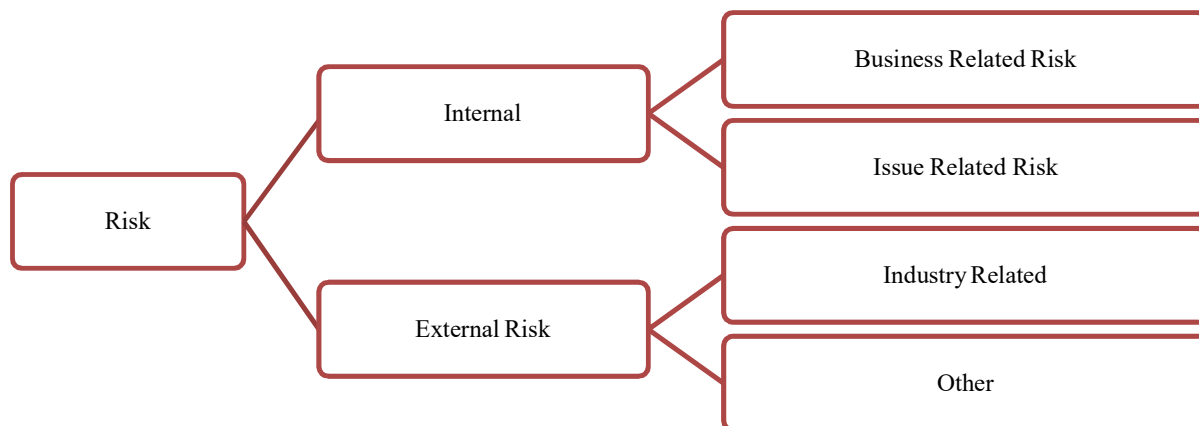 Business Related Risk
Internal
Issue Related Risk
Risk
Industry Related
External Risk
Other